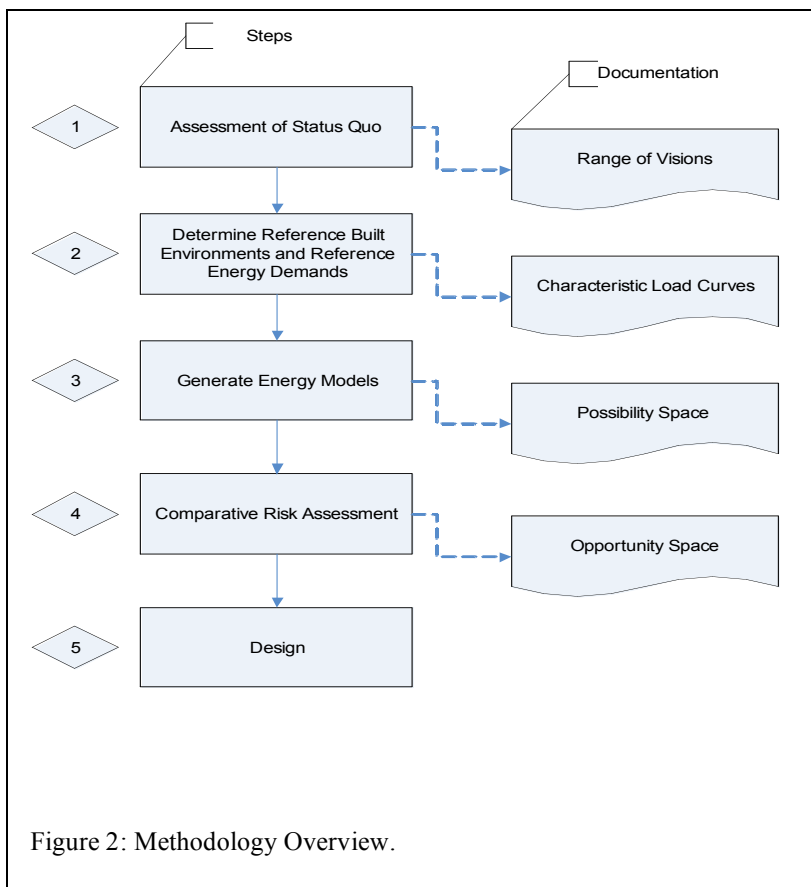 Steps
Documentation
1
Assessment of Status Quo
Range of Visions
2
Determine Reference Built
Environments and Reference
Energy Demands
Characteristic Load Curves
3
Generate Energy Models
Possibility Space
4
Comparative Risk Assessment
Opportunity Space
5
Design
Figure 2: Methodology Overview.